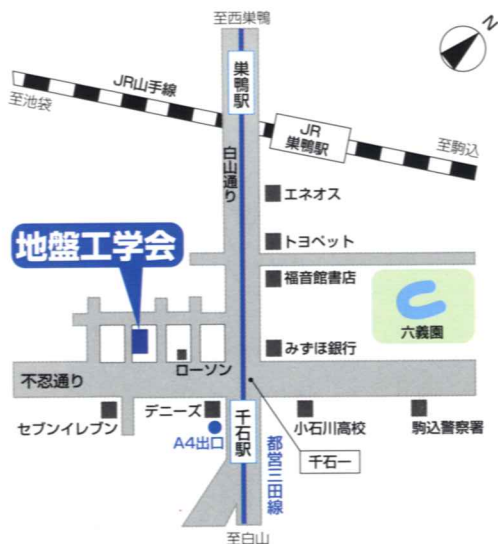 至西巣鴨
N
巣鴨駅
JR山手線
至池袋
JR
巣鴨駅
至駒込
白山通り
エネオス
トヨペット
地盤工学会
福音館書店
六義園
みずほ銀行
ローソン
不忍通り
セブンイレブン
デニーズ
A4出口
千石駅
都営三田線
小石川高校
駒込警察署
千石一
至白山